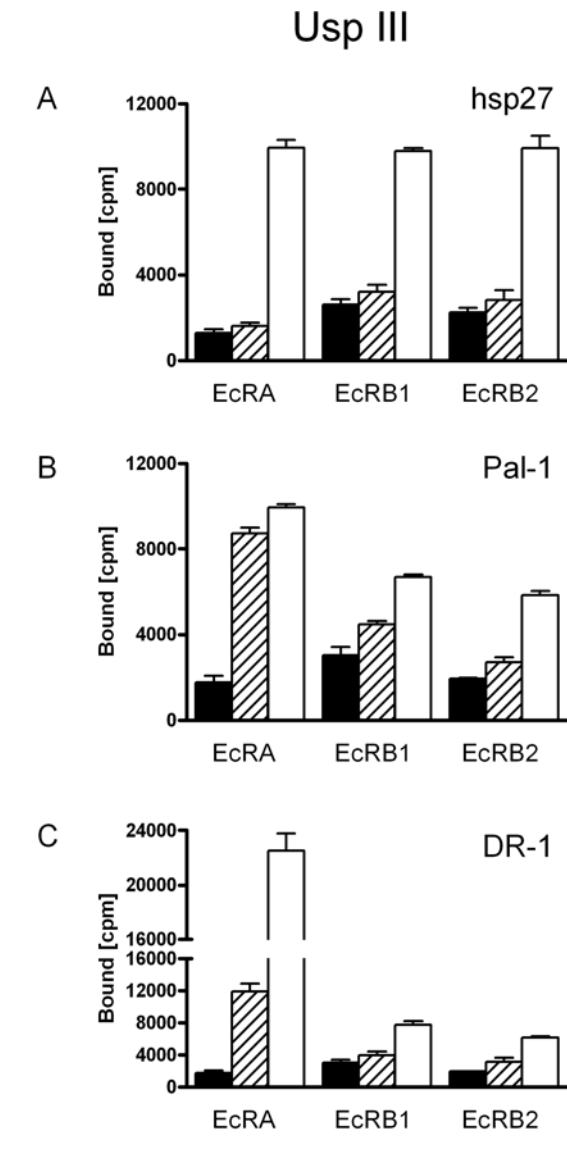 Usp III
A
hsp27
12000
8000
4000
0
Bound [cpm]
EcRA EcRB1 EcRB2
B
Pal-1
12000
8000
4000
0
Bound [cpm]
EcRA EcRB1 EcRB2
C
DR-1
24000
20000
16000
16000
12000
8000
4000
0
Bound [cpm]
EcRA EcRB1 EcRB2